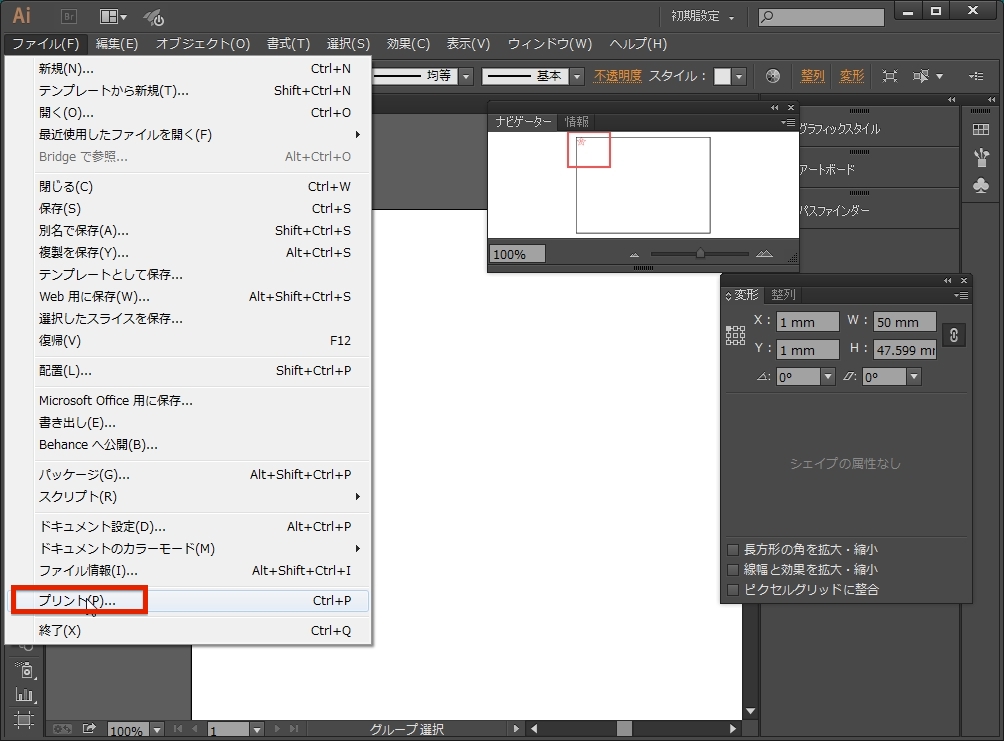 Ai Br 初期設定
ファイル(F) 編集(E) オブジェクト(O) 書式(T) 選択(S) 効果(C) 表示(V) ウィンドウ(W) ヘルプ(H)
均等 基本 不透明度 スタイル： 整列 変形
新規(N)... Ctrl+N
テンプレートから新規(T)... Shift+Ctrl+N
開く(O)... Ctrl+O
最近使用したファイルを開く(F)
Bridge で参照... Alt+Ctrl+O
閉じる(C) Ctrl+W
保存(S) Ctrl+S
別名で保存(A)... Shift+Ctrl+S
複製を保存(Y)... Alt+Ctrl+S
テンプレートとして保存...
Web 用に保存(W)... Alt+Shift+Ctrl+S
選択したスライスを保存...
復帰(V) F12
配置(L)... Shift+Ctrl+P
Microsoft Office 用に保存...
書き出し(E)...
Behance へ公開(B)...
パッケージ(G)... Alt+Shift+Ctrl+P
スクリプト(R)
ドキュメント設定(D)... Alt+Ctrl+P
ドキュメントのカラーモード(M)
ファイル情報(I)... Alt+Shift+Ctrl+I
プリント(P)... Ctrl+P
終了(X) Ctrl+Q
ナビゲーター 情報
100%
グラフィックスタイル
アートボード
パスファインダー
変形 整列
X： 1 mm W： 50 mm
Y： 1 mm H： 47.599 mm
0° 0°
シェイプの属性なし
長方形の角を拡大・縮小
線幅と効果を拡大・縮小
ピクセルグリッドに整合
100% 1 グループ選択